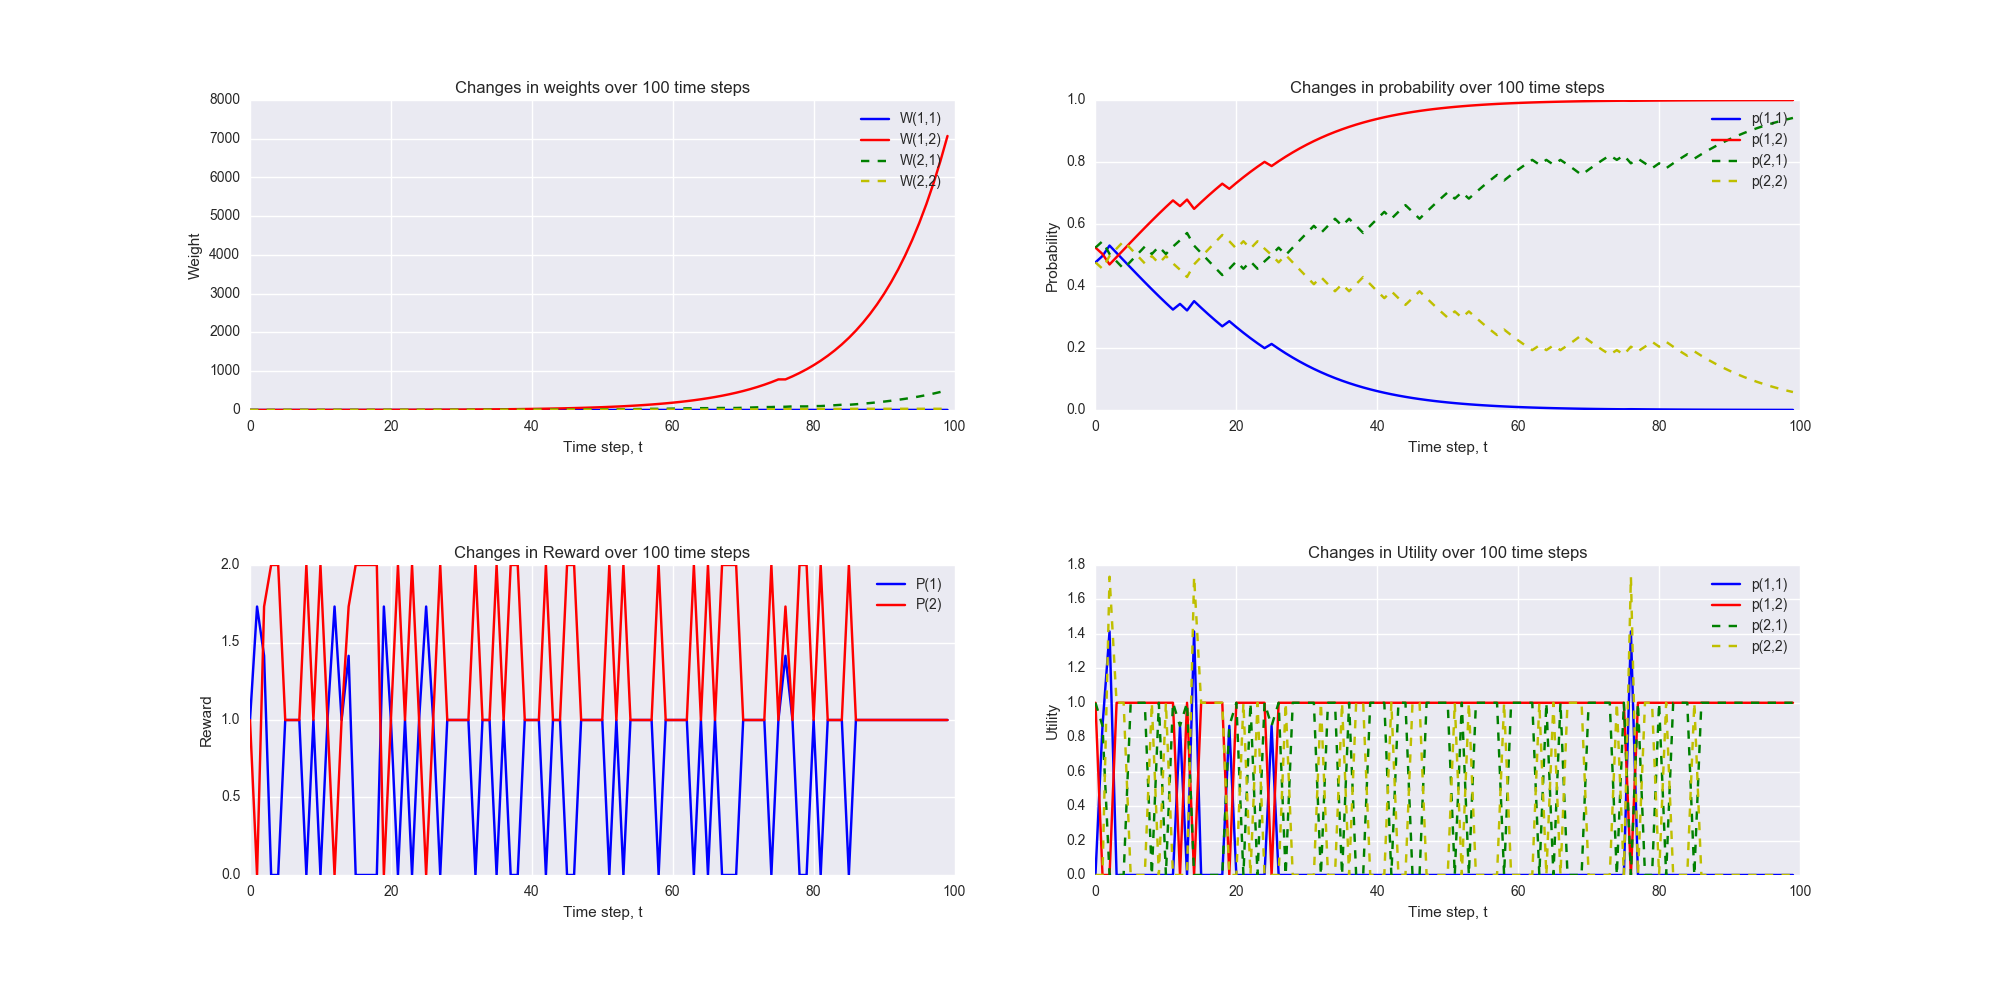 Changes in weights over 100 time steps
8000
7000
6000
5000
4000
3000
2000
1000
0
Weight
W(1,1)
W(1,2)
W(2,1)
W(2,2)
0 20 40 60 80 100
Time step, t
Changes in probability over 100 time steps
1.0
0.8
0.6
0.4
0.2
0.0
Probability
p(1,1)
p(1,2)
p(2,1)
p(2,2)
0 20 40 60 80 100
Time step, t
Changes in Reward over 100 time steps
2.0
1.5
1.0
0.5
0.0
Reward
P(1)
P(2)
0 20 40 60 80 100
Time step, t
Changes in Utility over 100 time steps
1.8
1.6
1.4
1.2
1.0
0.8
0.6
0.4
0.2
0.0
Utility
p(1,1)
p(1,2)
p(2,1)
p(2,2)
0 20 40 60 80 100
Time step, t